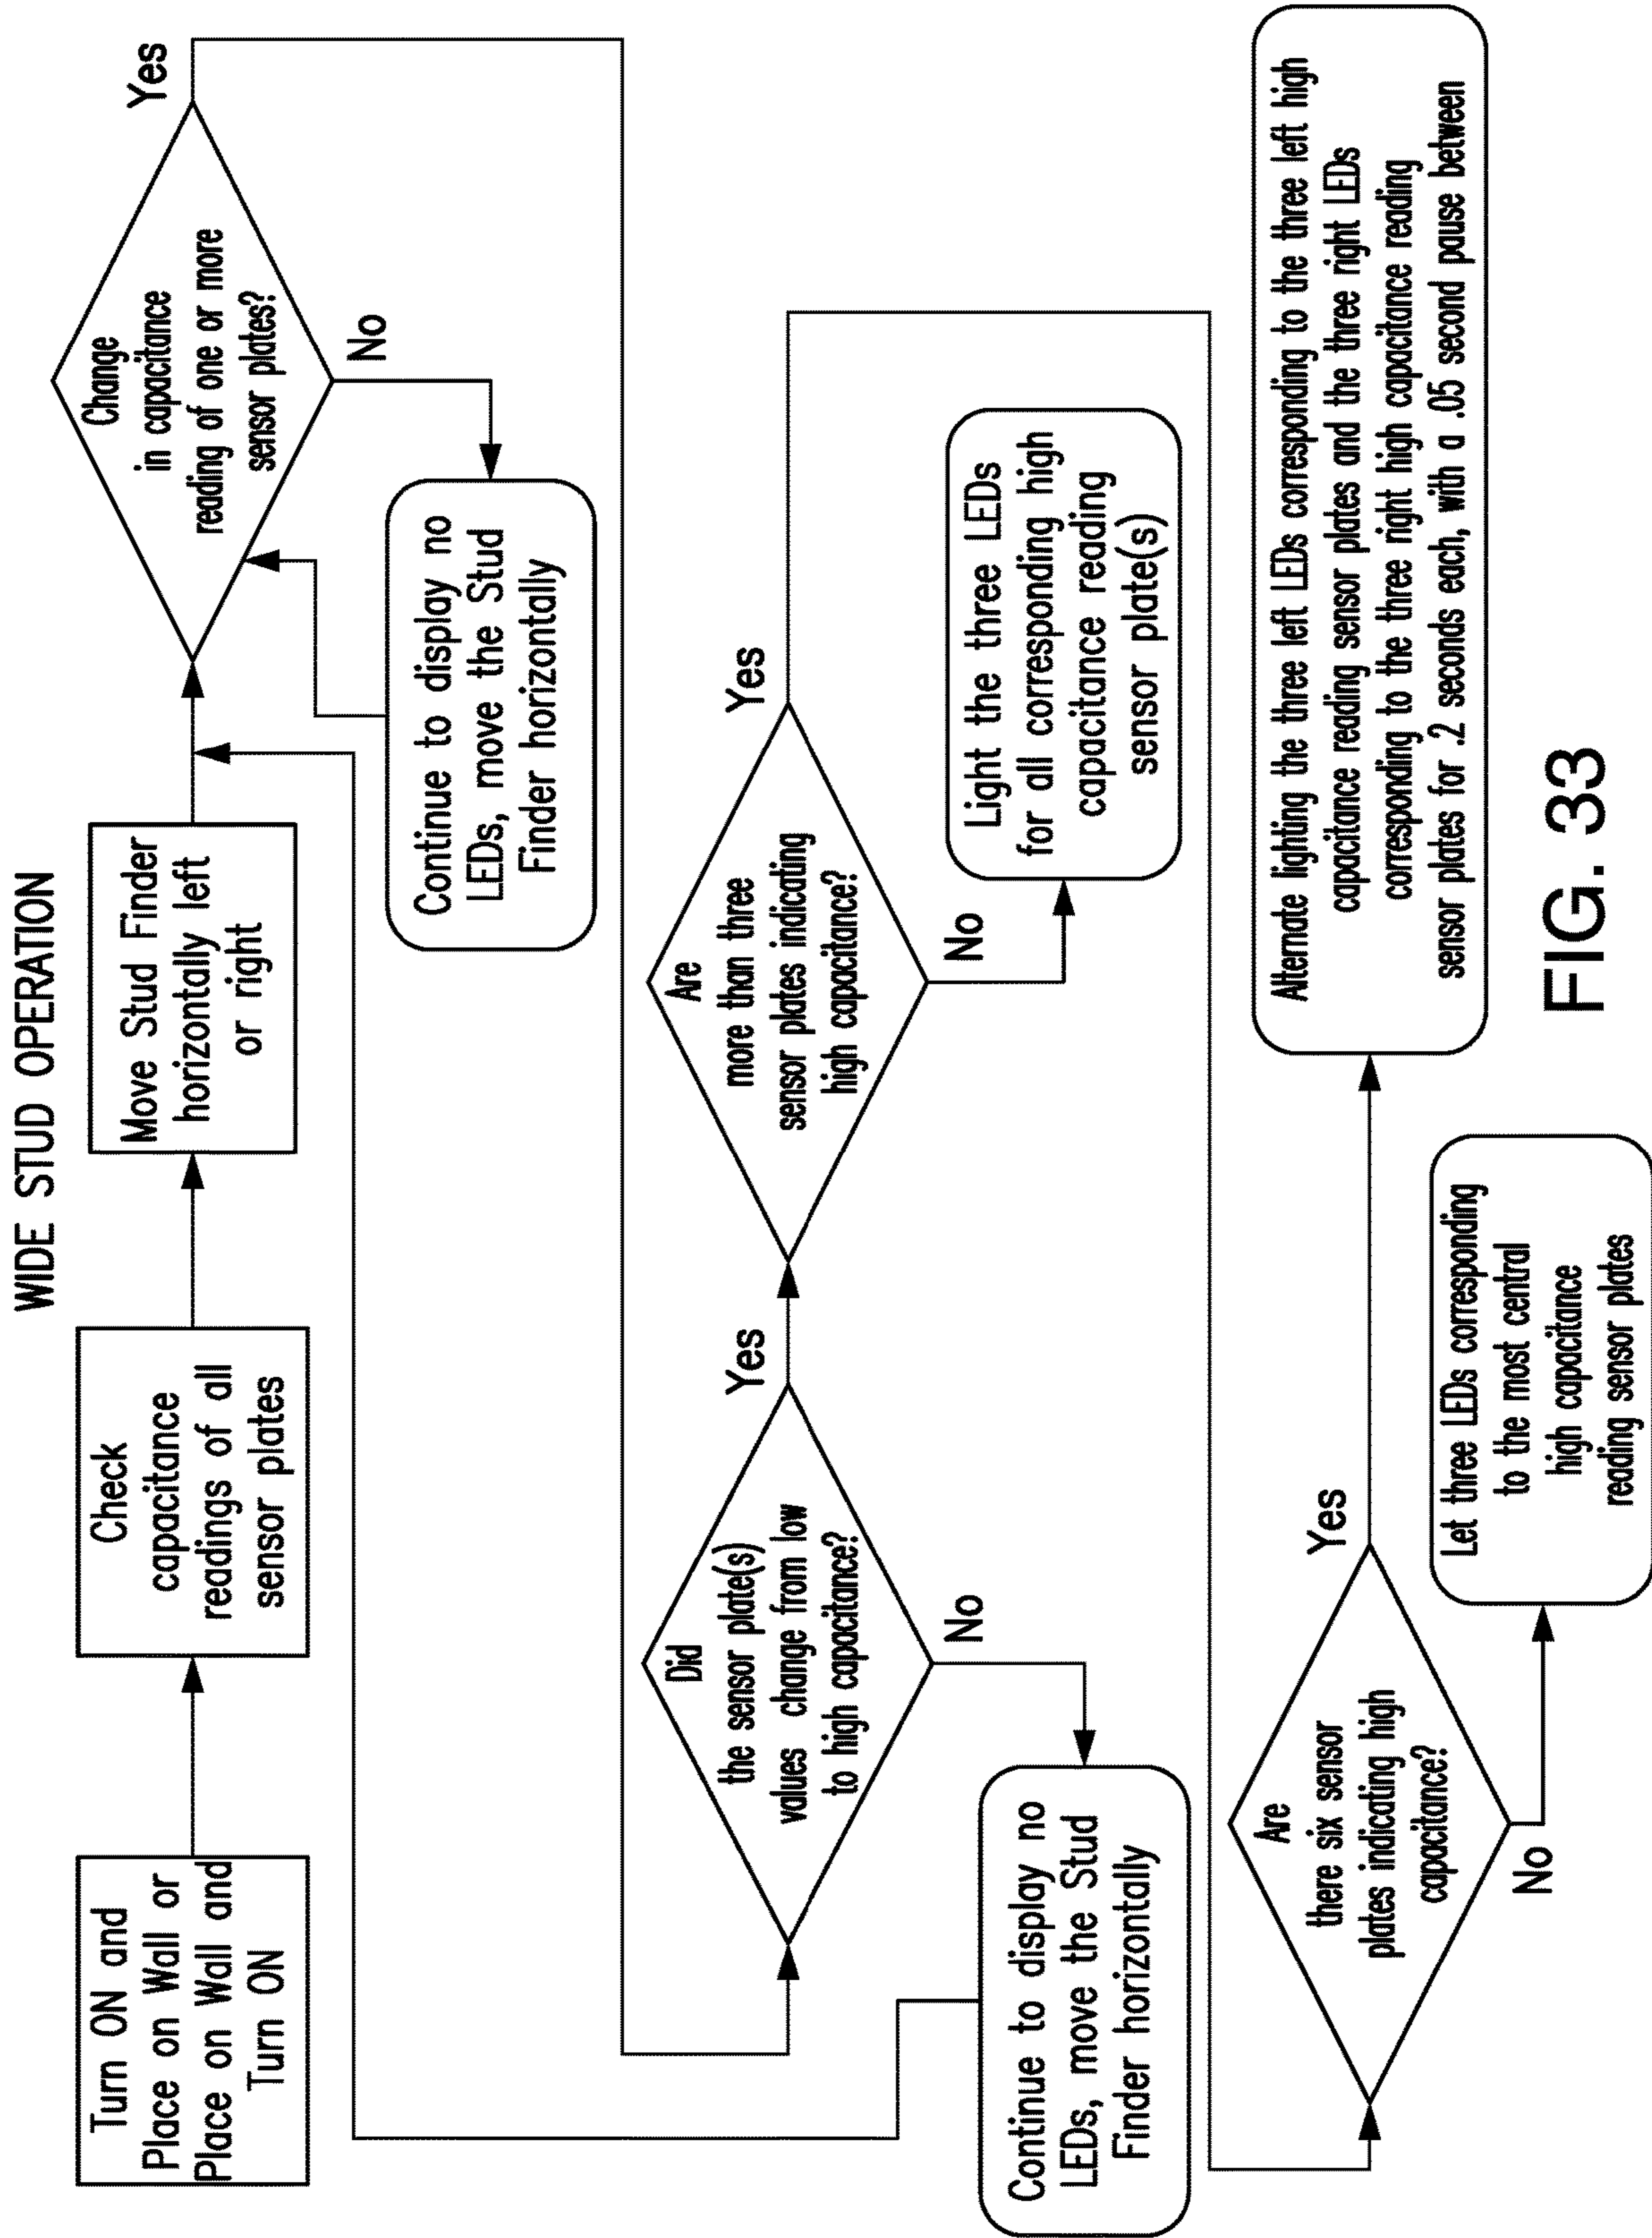 WIDE STUD OPERATION
Turn ON and
Place on Wall or
Place on Wall and
Turn ON
Check
capacitance
readings of all
sensor plates
Move Stud Finder
horizontally left
or right
Change
in capacitance
reading of one or more
sensor plates?
Yes
No
Continue to display no
LEDs, move the Stud
Finder horizontally
Did
the sensor plate(s)
values change from low
to high capacitance?
Yes
No
Continue to display no
LEDs, move the Stud
Finder horizontally
Are
more than three
sensor plates indicating
high capacitance?
Yes
No
Light the three LEDs
for all corresponding high
capacitance reading
sensor plate(s)
Are
there six sensor
plates indicating high
capacitance?
Yes
No
Let three LEDs corresponding
to the most central
high capacitance
reading sensor plates
Alternate lighting the three left LEDs corresponding to the three left high
capacitance reading sensor plates and the three right LEDs
corresponding to the three right high capacitance reading
sensor plates for .2 seconds each, with a .05 second pause between
FIG. 33